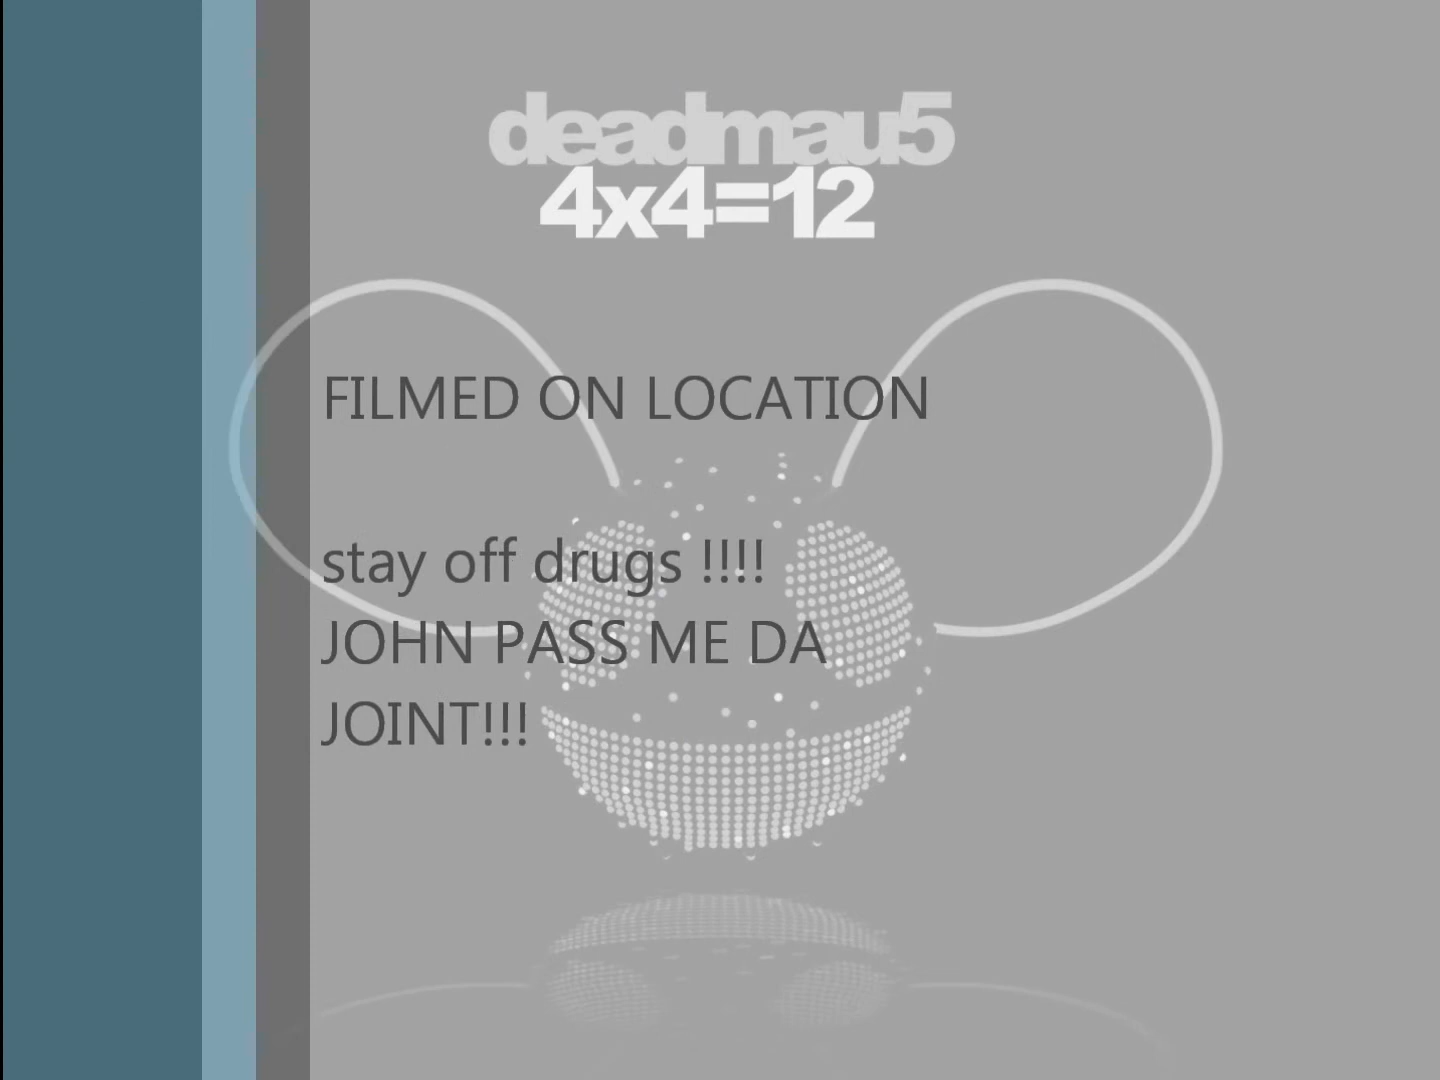 deadmau5
4x4=12
FILMED ON LOCATION
stay off drugs !!!!
JOHN PASS ME DA
JOINT!!!